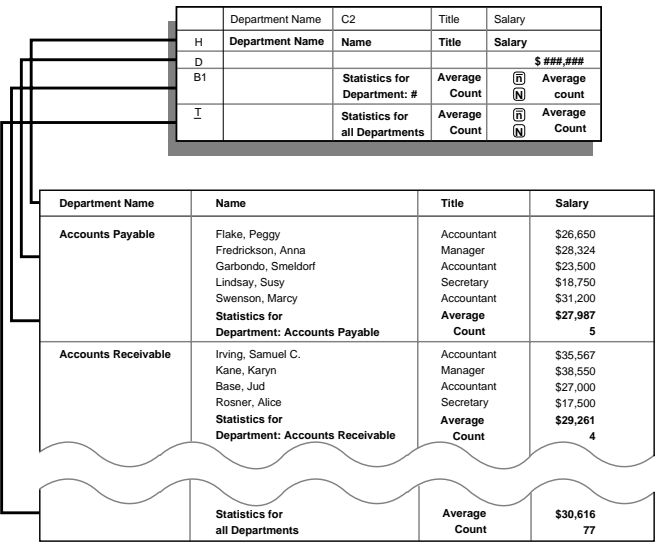 Department Name C2 Title Salary
H Department Name Name Title Salary
D $ ###,###
B1 Statistics for Average n Average
Department: # Count N count
T Statistics for Average n Average
all Departments Count N Count
Department Name Name Title Salary
Accounts Payable Flake, Peggy Accountant $26,650
Fredrickson, Anna Manager $28,324
Garbondo, Smeldorf Accountant $23,500
Lindsay, Susy Secretary $18,750
Swenson, Marcy Accountant $31,200
Statistics for Average $27,987
Department: Accounts Payable Count 5
Accounts Receivable Irving, Samuel C. Accountant $35,567
Kane, Karyn Manager $38,550
Base, Jud Accountant $27,000
Rosner, Alice Secretary $17,500
Statistics for Average $29,261
Department: Accounts Receivable Count 4
Statistics for Average $30,616
all Departments Count 77